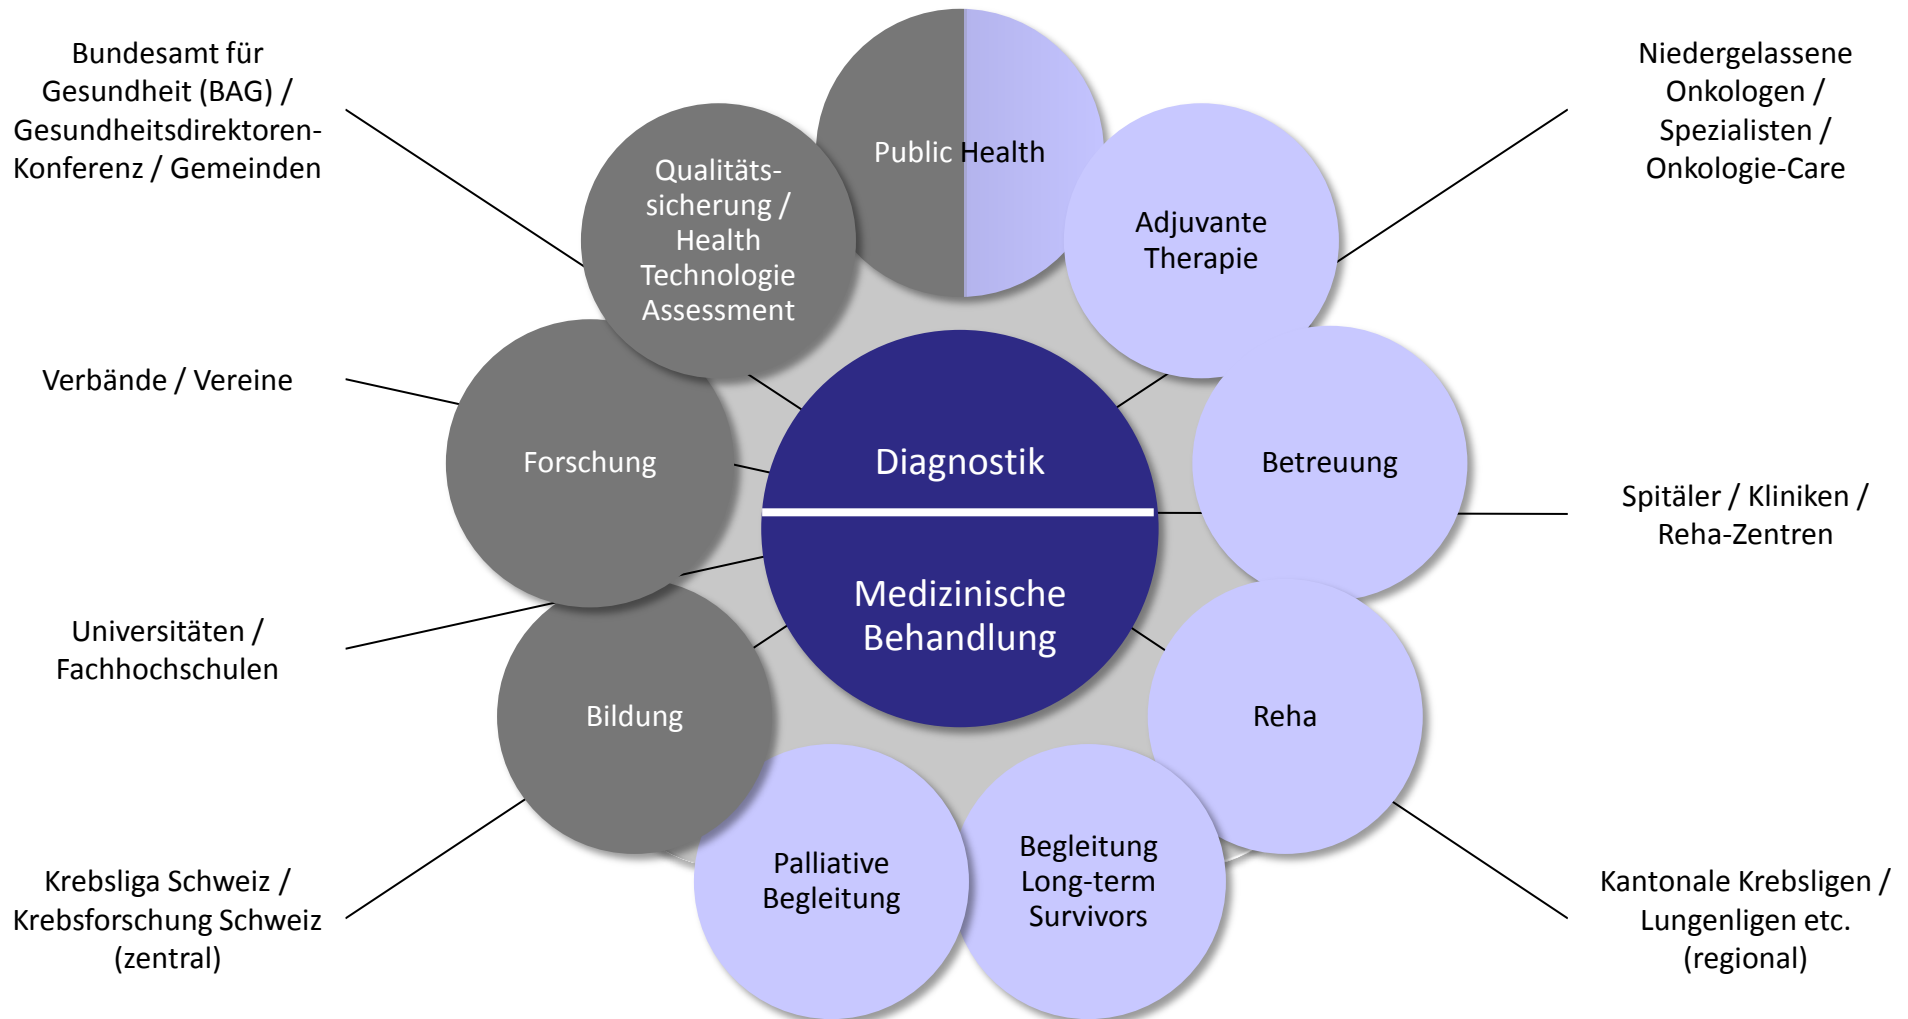 Bundesamt für
Gesundheit (BAG) /
Gesundheitsdirektoren-
Konferenz / Gemeinden
Verbände / Vereine
Universitäten /
Fachhochschulen
Krebsliga Schweiz /
Krebsforschung Schweiz
(zentral)
Public Health
Qualitäts-
sicherung /
Health
Technologie
Assessment
Forschung
Bildung
Diagnostik
Medizinische
Behandlung
Adjuvante
Therapie
Betreuung
Reha
Begleitung
Long-term
Survivors
Palliative
Begleitung
Niedergelassene
Onkologen /
Spezialisten /
Onkologie-Care
Spitäler / Kliniken /
Reha-Zentren
Kantonale Krebsligen /
Lungenligen etc.
(regional)